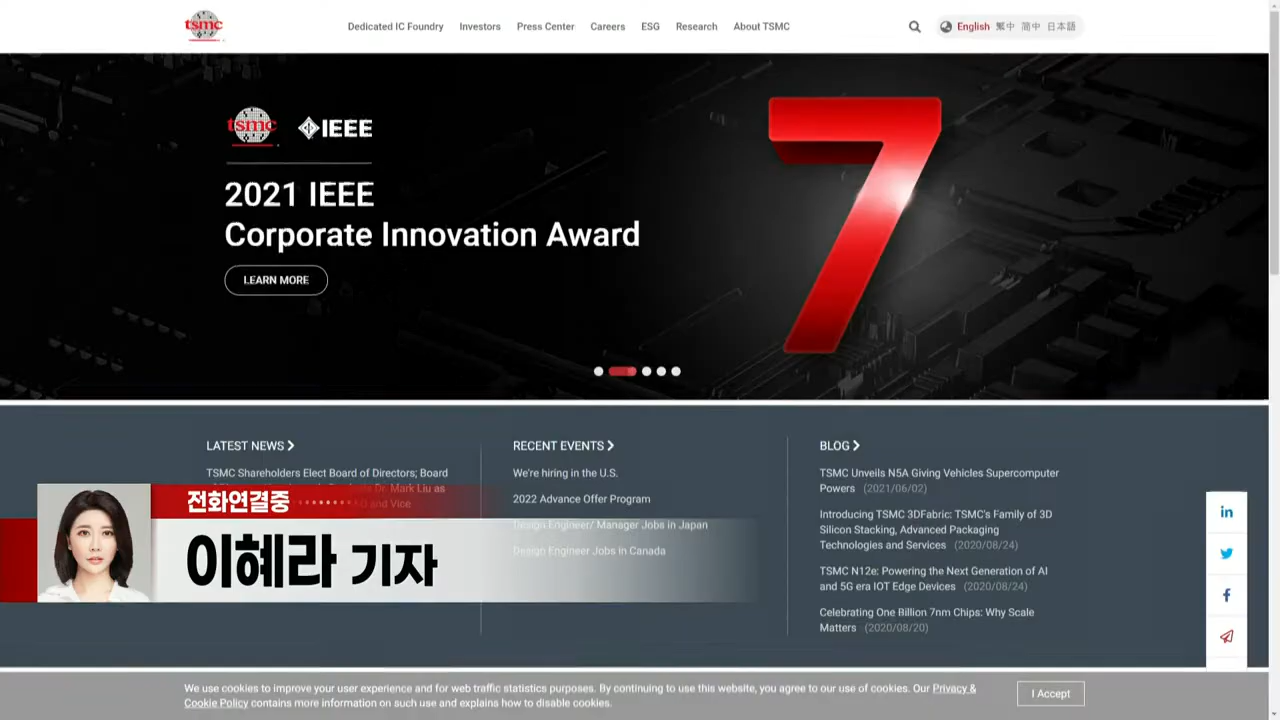 tsmc
Dedicated IC Foundry
Investors
Press Center
Careers
ESG
Research
About TSMC
English
繁中
简中
日本語
tsmc
IEEE
2021 IEEE
Corporate Innovation Award
LEARN MORE
7
LATEST NEWS
TSMC Shareholders Elect Board of Directors; Board
Dr. Mark Liu as
and Vice
RECENT EVENTS
We're hiring in the U.S.
2022 Advance Offer Program
Design Engineer/ Manager Jobs in Japan
Design Engineer Jobs in Canada
BLOG
TSMC Unveils N5A Giving Vehicles Supercomputer
Powers (2021/06/02)
Introducing TSMC 3DFabric: TSMC's Family of 3D
Silicon Stacking, Advanced Packaging
Technologies and Services (2020/08/24)
TSMC N12e: Powering the Next Generation of AI
and 5G era IOT Edge Devices (2020/08/24)
Celebrating One Billion 7nm Chips: Why Scale
Matters (2020/08/20)
전화연결중
이혜라 기자
We use cookies to improve your user experience and for web traffic statistics purposes. By continuing to use this website, you agree to our use of cookies. Our Privacy &
Cookie Policy contains more information on such use and explains how to disable cookies.
I Accept